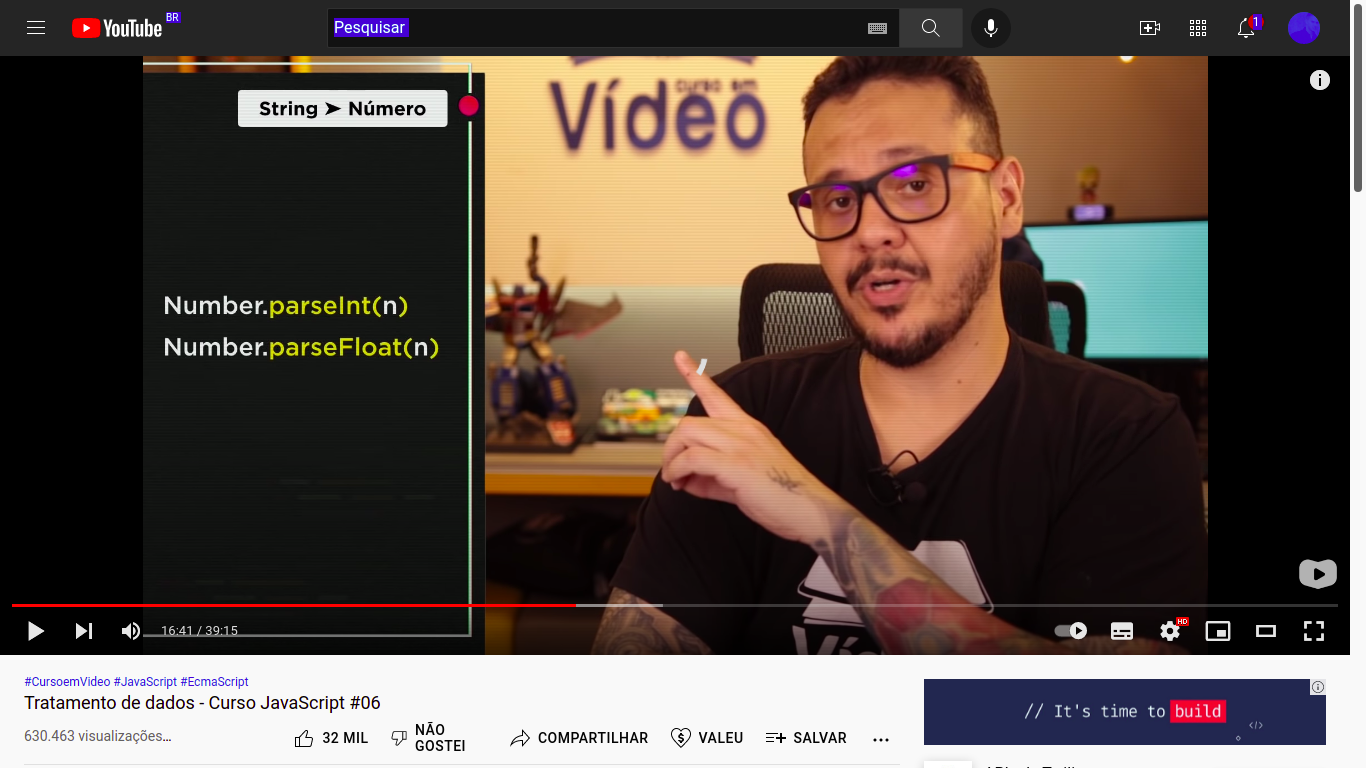 YouTube BR
Pesquisar
1
String ➤ Número
curso em
Vídeo
Number.parseInt(n)
Number.parseFloat(n)
16:41 / 39:15
HD
#CursoemVideo #JavaScript #EcmaScript
Tratamento de dados - Curso JavaScript #06
630.463 visualizações...
32 MIL
NÃO
GOSTEI
COMPARTILHAR
VALEU
SALVAR
// It's time to build